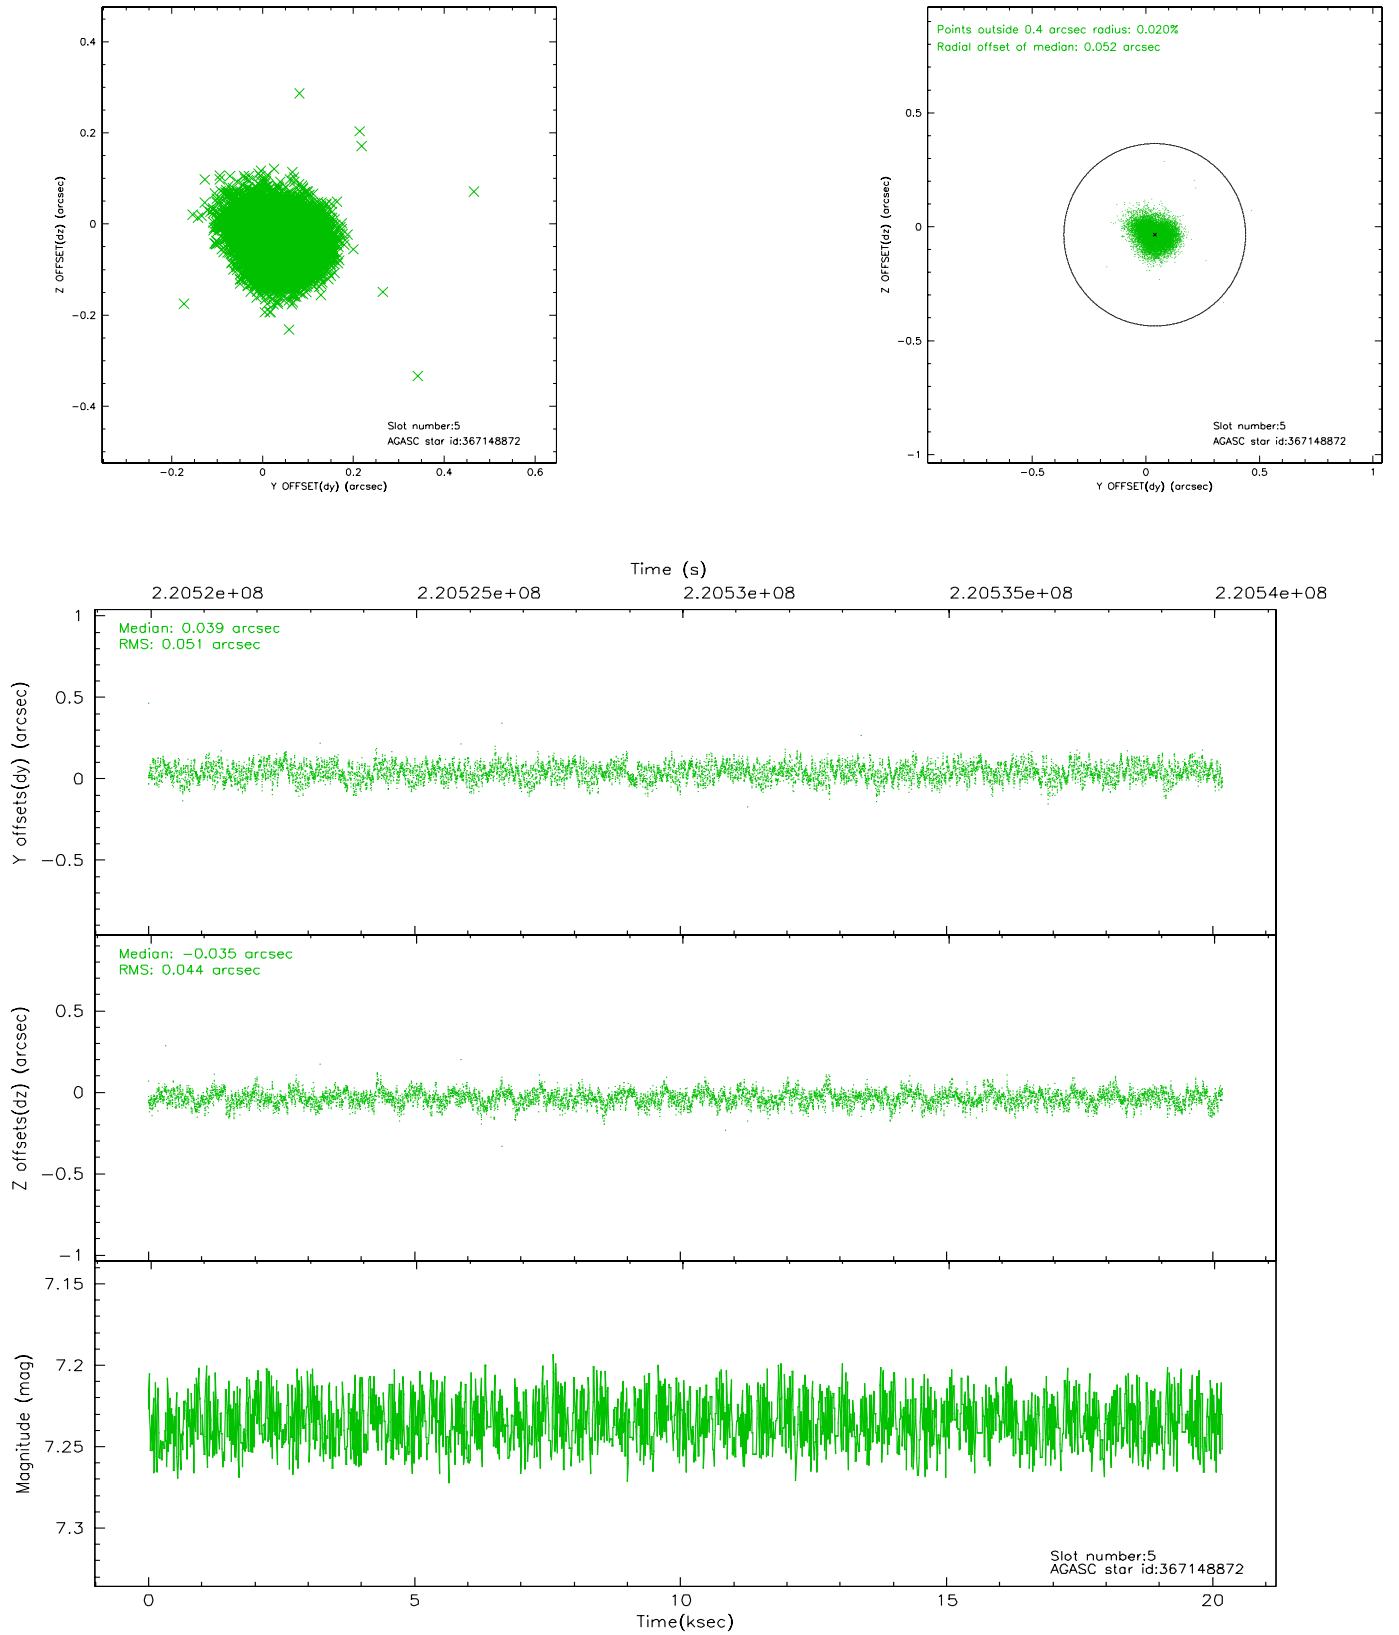 0.4
0.2
0
−0.2
−0.4
−0.2
0
0.2
0.4
0.6
Z OFFSET(dz) (arcsec)
Y OFFSET(dy) (arcsec)
Slot number:5
AGASC star id:367148872
Points outside 0.4 arcsec radius: 0.020%
Radial offset of median: 0.052 arcsec
0.5
0
−0.5
−1
−0.5
0
0.5
1
Z OFFSET(dz) (arcsec)
Y OFFSET(dy) (arcsec)
Slot number:5
AGASC star id:367148872
Time (s)
2.2052e+08
2.20525e+08
2.2053e+08
2.20535e+08
2.2054e+08
Median: 0.039 arcsec
RMS: 0.051 arcsec
1
0.5
0
−0.5
Y offsets(dy) (arcsec)
Median: −0.035 arcsec
RMS: 0.044 arcsec
0.5
0
−0.5
−1
Z offsets(dz) (arcsec)
7.15
7.2
7.25
7.3
Magnitude (mag)
Slot number:5
AGASC star id:367148872
0
5
10
15
20
Time(ksec)